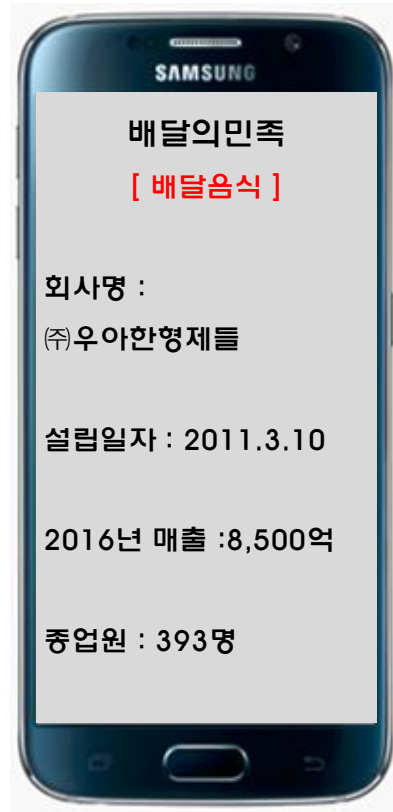 SAMSUNG
배달의민족
[ 배달음식 ]
회사명 :
㈜우아한형제들
설립일자 : 2011.3.10
2016년 매출 :8,500억
종업원 : 393명